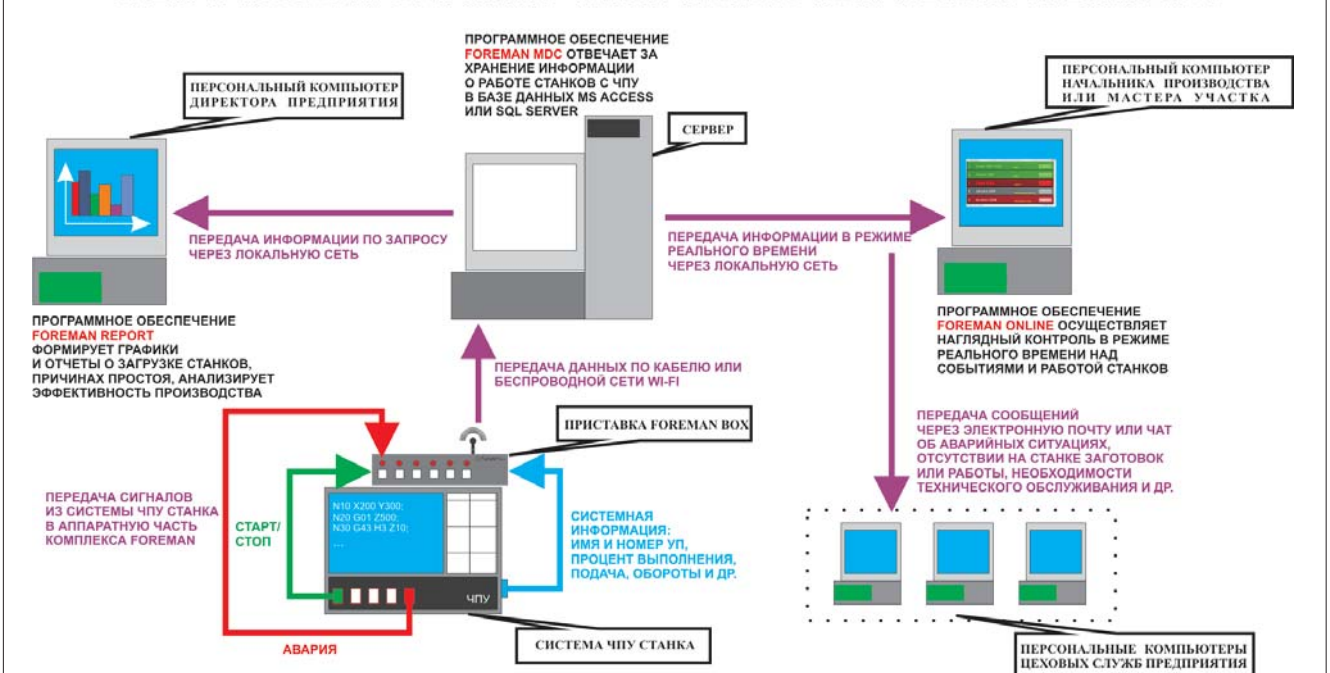 ПРОГРАММНОЕ ОБЕСПЕЧЕНИЕ
FOREMAN MDC ОТВЕЧАЕТ ЗА
ХРАНЕНИЕ ИНФОРМАЦИИ
О РАБОТЕ СТАНКОВ С ЧПУ
В БАЗЕ ДАННЫХ MS ACCESS
ИЛИ SQL SERVER
ПЕРСОНАЛЬНЫЙ КОМПЬЮТЕР
ДИРЕКТОРА ПРЕДПРИЯТИЯ
ПЕРСОНАЛЬНЫЙ КОМПЬЮТЕР
НАЧАЛЬНИКА ПРОИЗВОДСТВА
ИЛИ МАСТЕРА УЧАСТКА
СЕРВЕР
ПЕРЕДАЧА ИНФОРМАЦИИ ПО ЗАПРОСУ
ЧЕРЕЗ ЛОКАЛЬНУЮ СЕТЬ
ПЕРЕДАЧА ИНФОРМАЦИИ В РЕЖИМЕ
РЕАЛЬНОГО ВРЕМЕНИ
ЧЕРЕЗ ЛОКАЛЬНУЮ СЕТЬ
ПРОГРАММНОЕ ОБЕСПЕЧЕНИЕ
FOREMAN REPORT
ФОРМИРУЕТ ГРАФИКИ
И ОТЧЕТЫ О ЗАГРУЗКЕ СТАНКОВ,
ПРИЧИНАХ ПРОСТОЯ, АНАЛИЗИРУЕТ
ЭФФЕКТИВНОСТЬ ПРОИЗВОДСТВА
ПРОГРАММНОЕ ОБЕСПЕЧЕНИЕ
FOREMAN ONLINE ОСУЩЕСТВЛЯЕТ
НАГЛЯДНЫЙ КОНТРОЛЬ В РЕЖИМЕ
РЕАЛЬНОГО ВРЕМЕНИ НАД
СОБЫТИЯМИ И РАБОТОЙ СТАНКОВ
ПЕРЕДАЧА ДАННЫХ ПО КАБЕЛЮ ИЛИ
БЕСПРОВОДНОЙ СЕТИ WI-FI
ПРИСТАВКА FOREMAN BOX
ПЕРЕДАЧА СООБЩЕНИЙ
ЧЕРЕЗ ЭЛЕКТРОННУЮ ПОЧТУ ИЛИ ЧАТ
ОБ АВАРИЙНЫХ СИТУАЦИЯХ,
ОТСУТСТВИИ НА СТАНКЕ ЗАГОТОВОК
ИЛИ РАБОТЫ, НЕОБХОДИМОСТИ
ТЕХНИЧЕСКОГО ОБСЛУЖИВАНИЯ И ДР.
ПЕРЕДАЧА СИГНАЛОВ
ИЗ СИСТЕМЫ ЧПУ СТАНКА
В АППАРАТНУЮ ЧАСТЬ
КОМПЛЕКСА FOREMAN
СТАРТ/
СТОП
N10 X200 Y300;
N20 G01 Z500;
N30 G43 H3 Z10;
...
СИСТЕМНАЯ
ИНФОРМАЦИЯ:
ИМЯ И НОМЕР УП,
ПРОЦЕНТ ВЫПОЛНЕНИЯ,
ПОДАЧА, ОБОРОТЫ И ДР.
ЧПУ
АВАРИЯ
СИСТЕМА ЧПУ СТАНКА
ПЕРСОНАЛЬНЫЕ КОМПЬЮТЕРЫ
ЦЕХОВЫХ СЛУЖБ ПРЕДПРИЯТИЯ